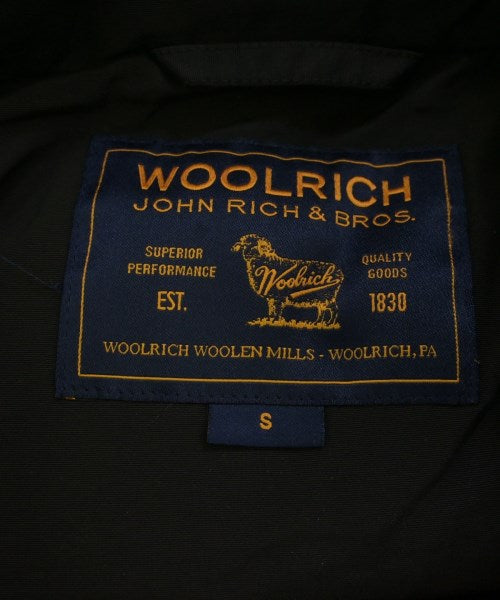 WOOLRICH
JOHN RICH & BROS.
SUPERIOR
PERFORMANCE
EST.
Woolrich
QUALITY
GOODS
1830
WOOLRICH WOOLEN MILLS - WOOLRICH, PA
S